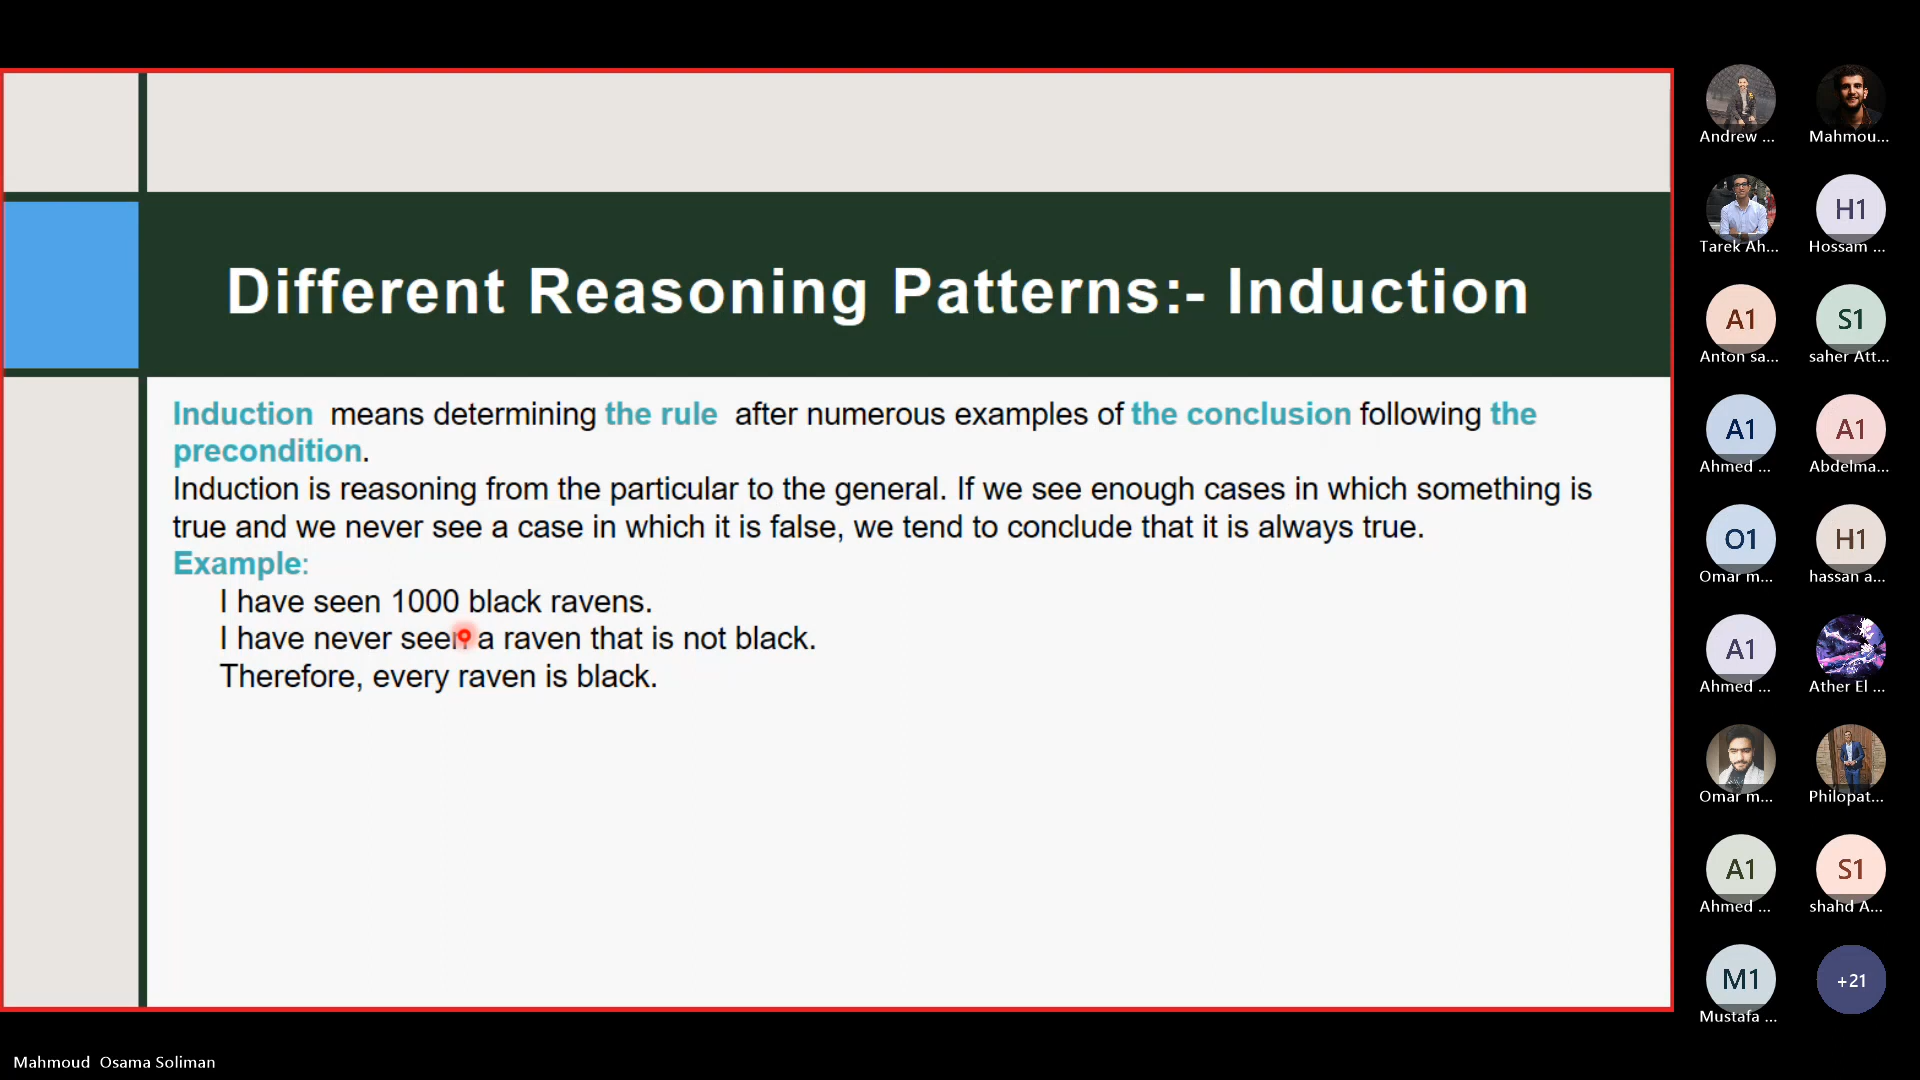 Different Reasoning Patterns:- Induction
Induction means determining the rule after numerous examples of the conclusion following the
precondition.
Induction is reasoning from the particular to the general. If we see enough cases in which something is
true and we never see a case in which it is false, we tend to conclude that it is always true.
Example:
I have seen 1000 black ravens.
I have never seen a raven that is not black.
Therefore, every raven is black.
Andrew ...
Mahmou...
Tarek Ah...
H1
Hossam ...
A1
Anton sa...
S1
saher Att...
A1
Ahmed ...
A1
Abdelma...
O1
Omar m...
H1
hassan a...
A1
Ahmed ...
Ather El ...
Omar m...
Philopat...
A1
Ahmed ...
S1
shahd A...
M1
Mustafa ...
+21
Mahmoud Osama Soliman